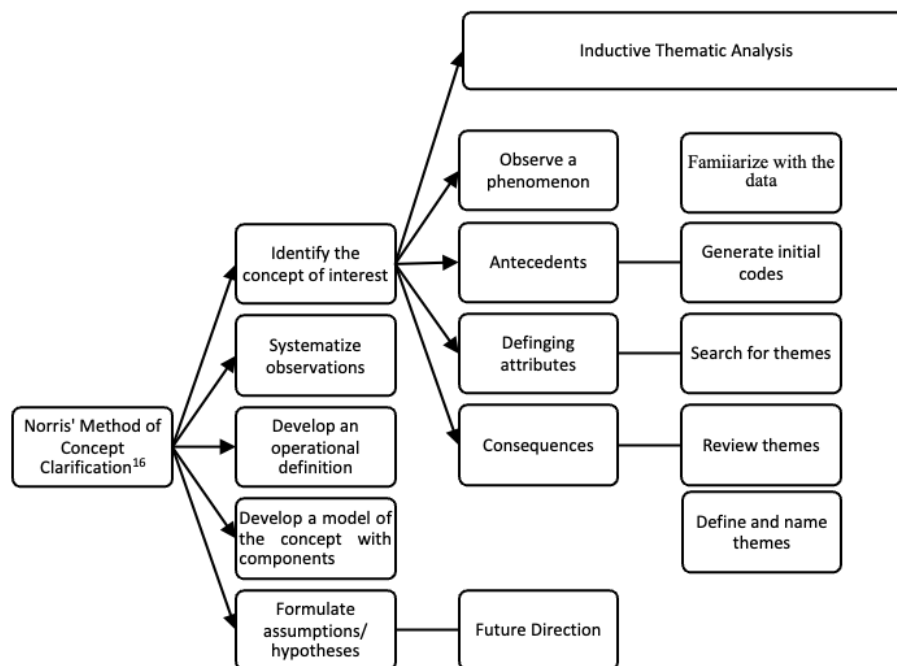 Inductive Thematic Analysis
Observe a
phenomenon
Famiiarize with the
data
Identify the
concept of interest
Antecedents
Generate initial
codes
Systematize
observations
Definging
attributes
Search for themes
Norris' Method of
Concept
Clarification16
Develop an
operational
definition
Consequences
Review themes
Develop a model of
the concept with
components
Define and name
themes
Formulate
assumptions/
hypotheses
Future Direction